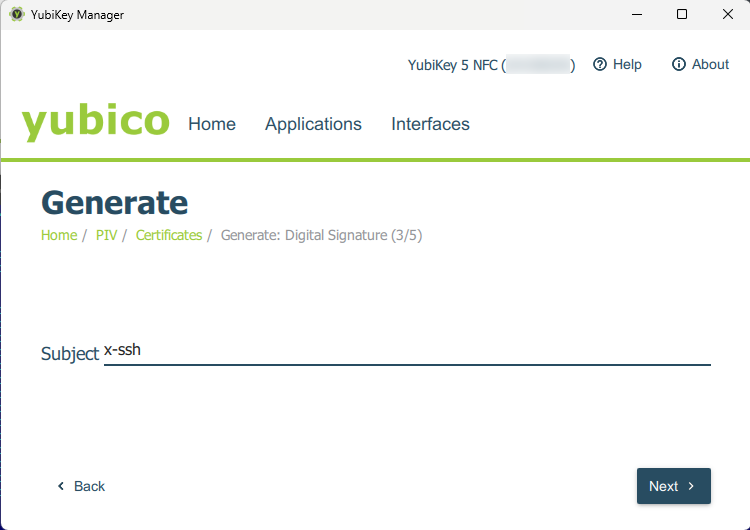 YubiKey Manager
YubiKey 5 NFC ( ) Help About
yubico Home Applications Interfaces
Generate
Home / PIV / Certificates / Generate: Digital Signature (3/5)
Subject x-ssh
Back Next